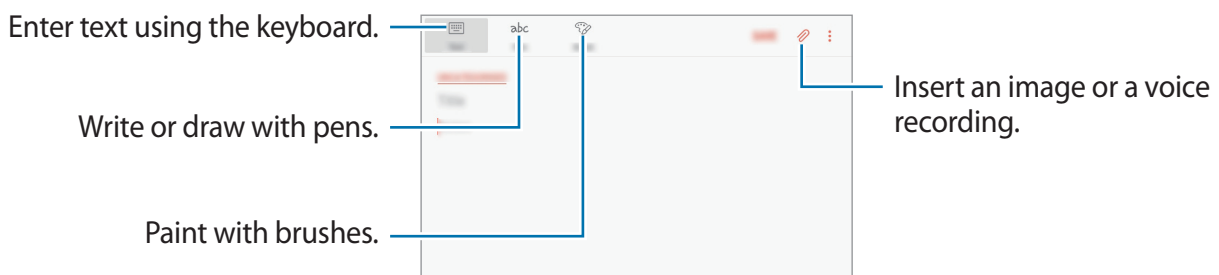 Enter text using the keyboard.
abc
Insert an image or a voice
recording.
Write or draw with pens.
Paint with brushes.